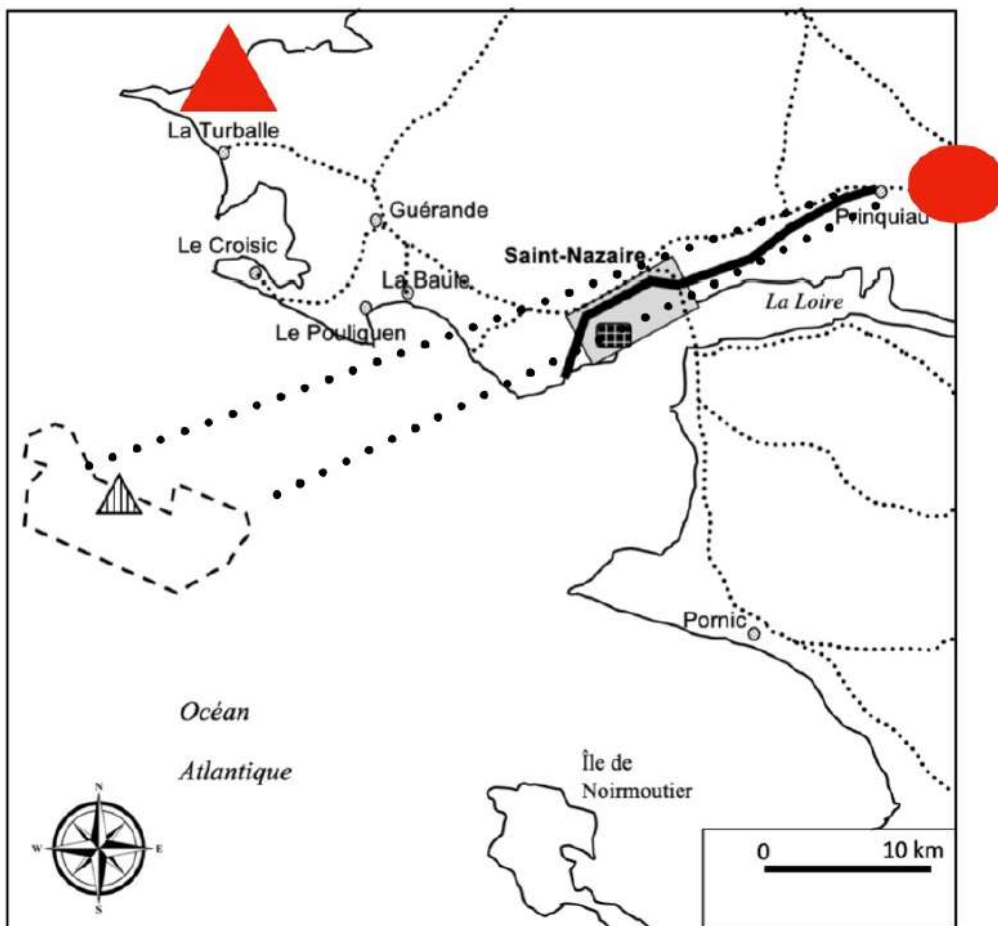 La Turballe
Guérande
Le Croisic
La Baule
Le Pouliguen
Saint-Nazaire
Prinquiau
La Loire
Pornic
Océan
Atlantique
Île de
Noirmoutier
N
W
E
S
0 10 km